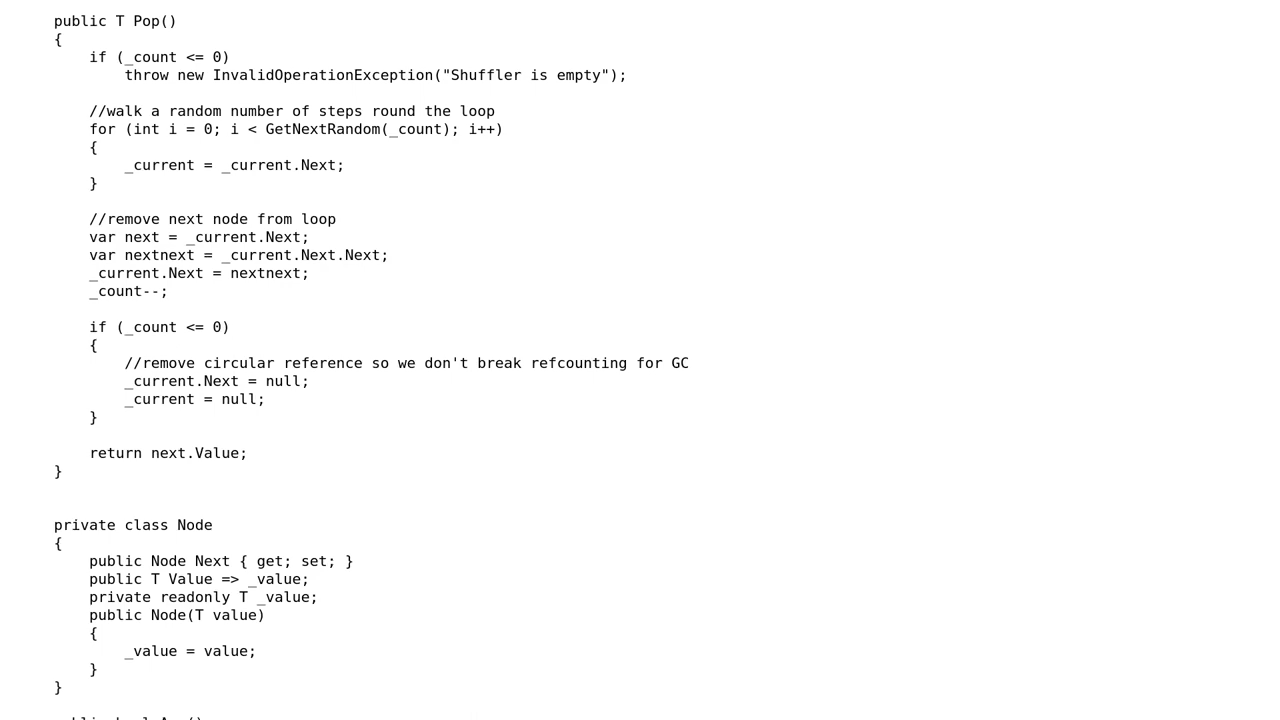 public T Pop()
{
if (_count <= 0)
throw new InvalidOperationException("Shuffler is empty");
//walk a random number of steps round the loop
for (int i = 0; i < GetNextRandom(_count); i++)
{
_current = _current.Next;
}
//remove next node from loop
var next = _current.Next;
var nextnext = _current.Next.Next;
_current.Next = nextnext;
_count--;
if (_count <= 0)
{
//remove circular reference so we don't break refcounting for GC
_current.Next = null;
_current = null;
}
return next.Value;
}
private class Node
{
public Node Next { get; set; }
public T Value => _value;
private readonly T _value;
public Node(T value)
{
_value = value;
}
}